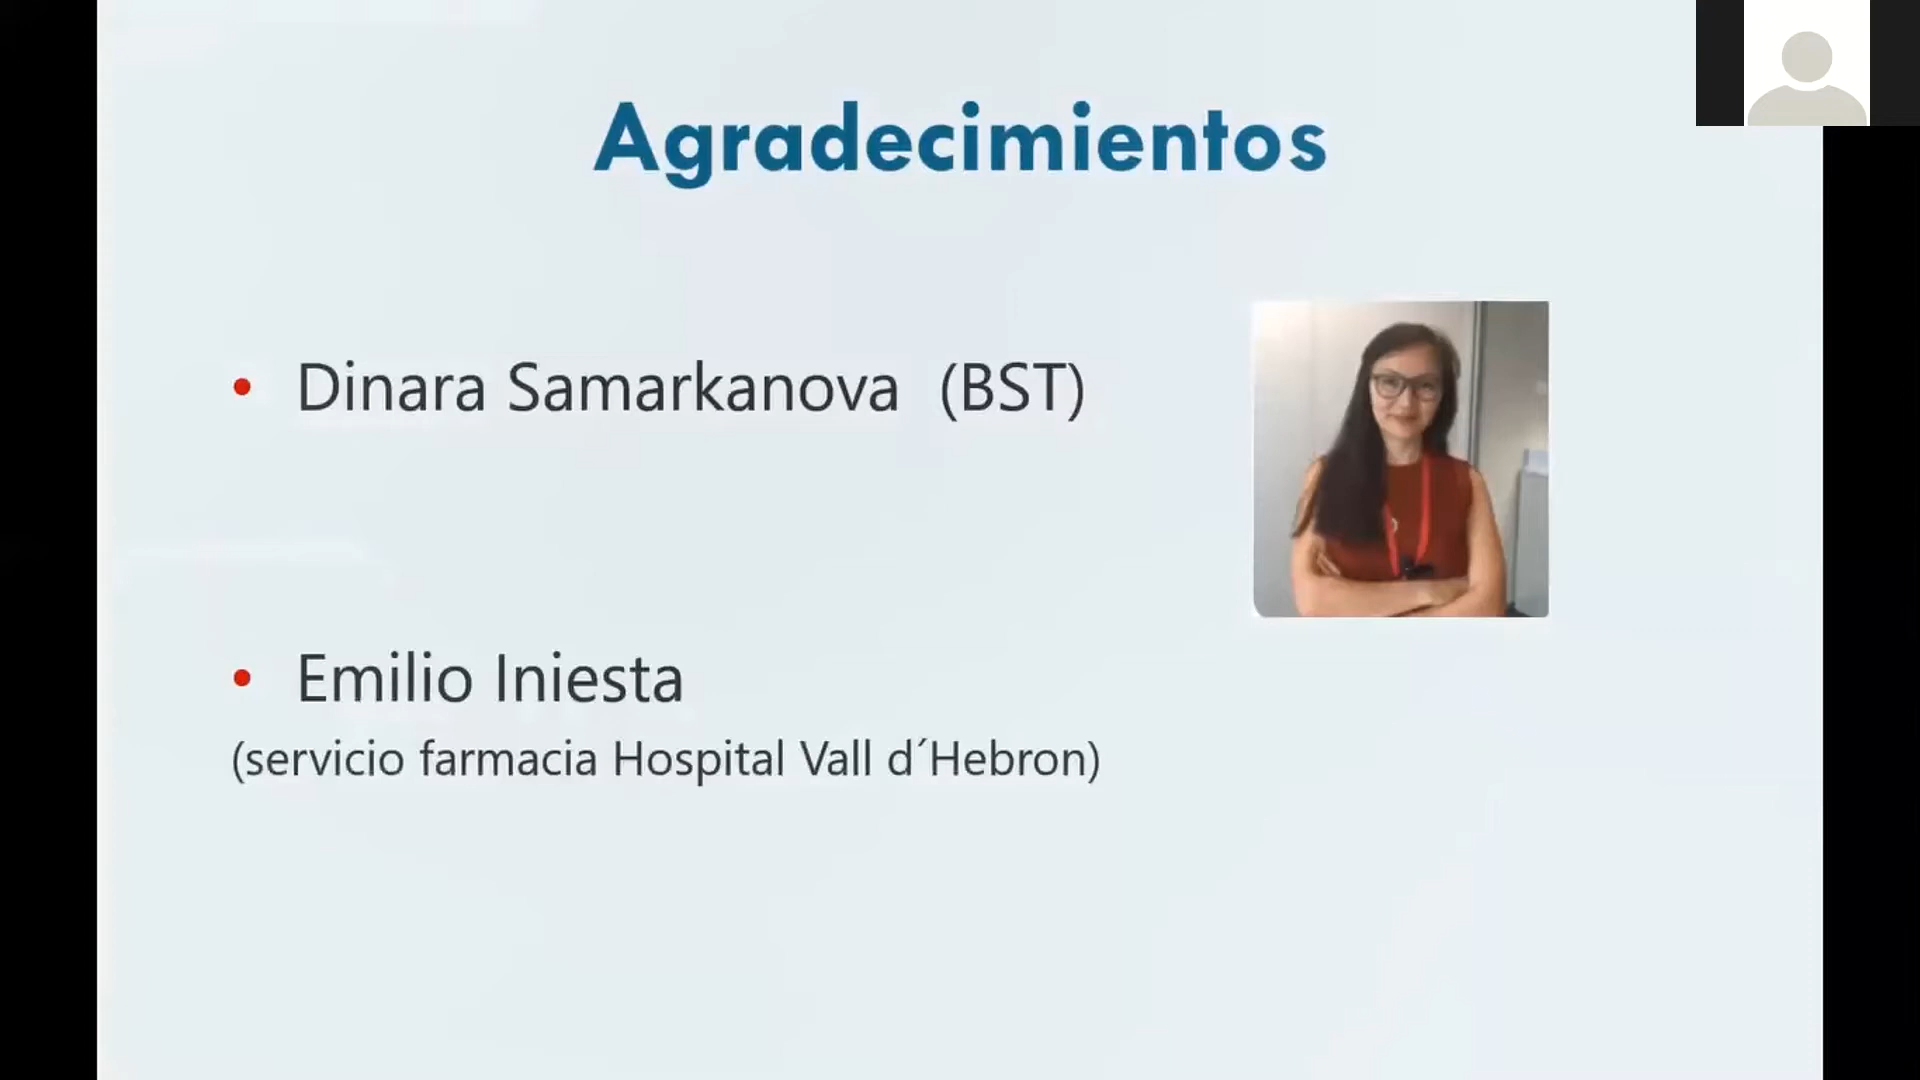 Agradecimientos
• Dinara Samarkanova (BST)
• Emilio Iniesta
(servicio farmacia Hospital Vall d´Hebron)